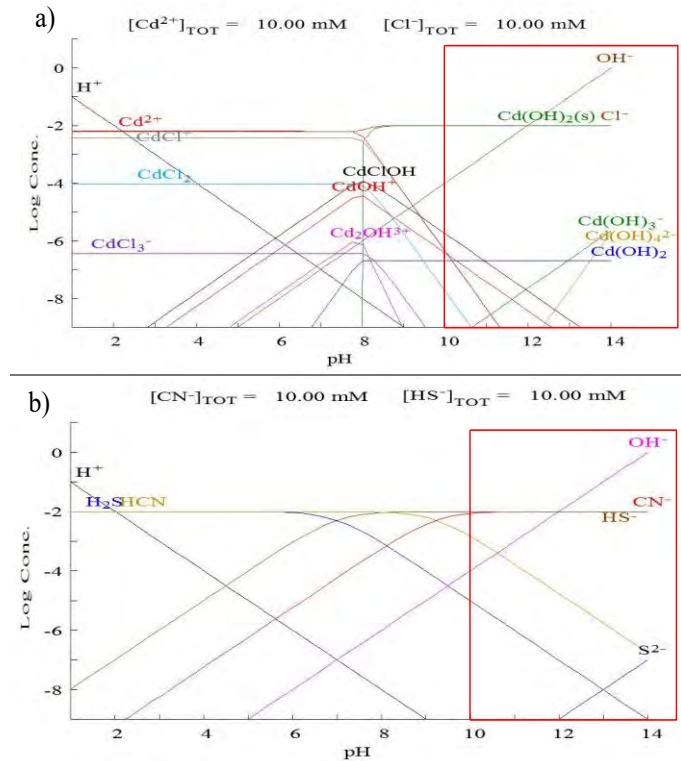 a)
[Cd²⁺]TOT = 10.00 mM [Cl⁻]TOT = 10.00 mM
0
OH⁻
H⁺
Cd²⁺
-2
Cd(OH)₂(s) Cl⁻
CdCl⁺
Log Conc.
-4
CdCl₂
CdClOH
CdOH⁺
Cd₂OH³⁺
Cd(OH)₃⁻
-6
CdCl₃⁻
Cd(OH)₄²⁻
Cd(OH)₂
-8
2 4 6 8 10 12 14
pH
b)
[CN⁻]TOT = 10.00 mM [HS⁻]TOT = 10.00 mM
0
OH⁻
H⁺
-2
H₂S HCN
CN⁻
HS⁻
Log Conc.
-4
-6
S²⁻
-8
2 4 6 8 10 12 14
pH